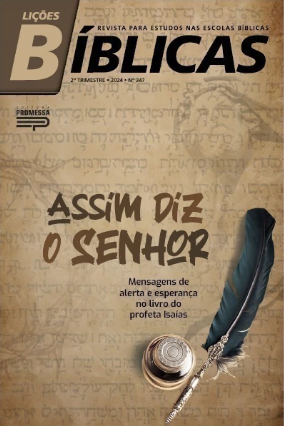 LIÇÕES
REVISTA PARA ESTUDOS NAS ESCOLAS BÍBLICAS
BÍBLICAS
2º TRIMESTRE • 2024 • Nº 347
EDITORA
PROMESSA
ASSIM DIZ
O SENHOR
Mensagens de
alerta e esperança
no livro do
profeta Isaías